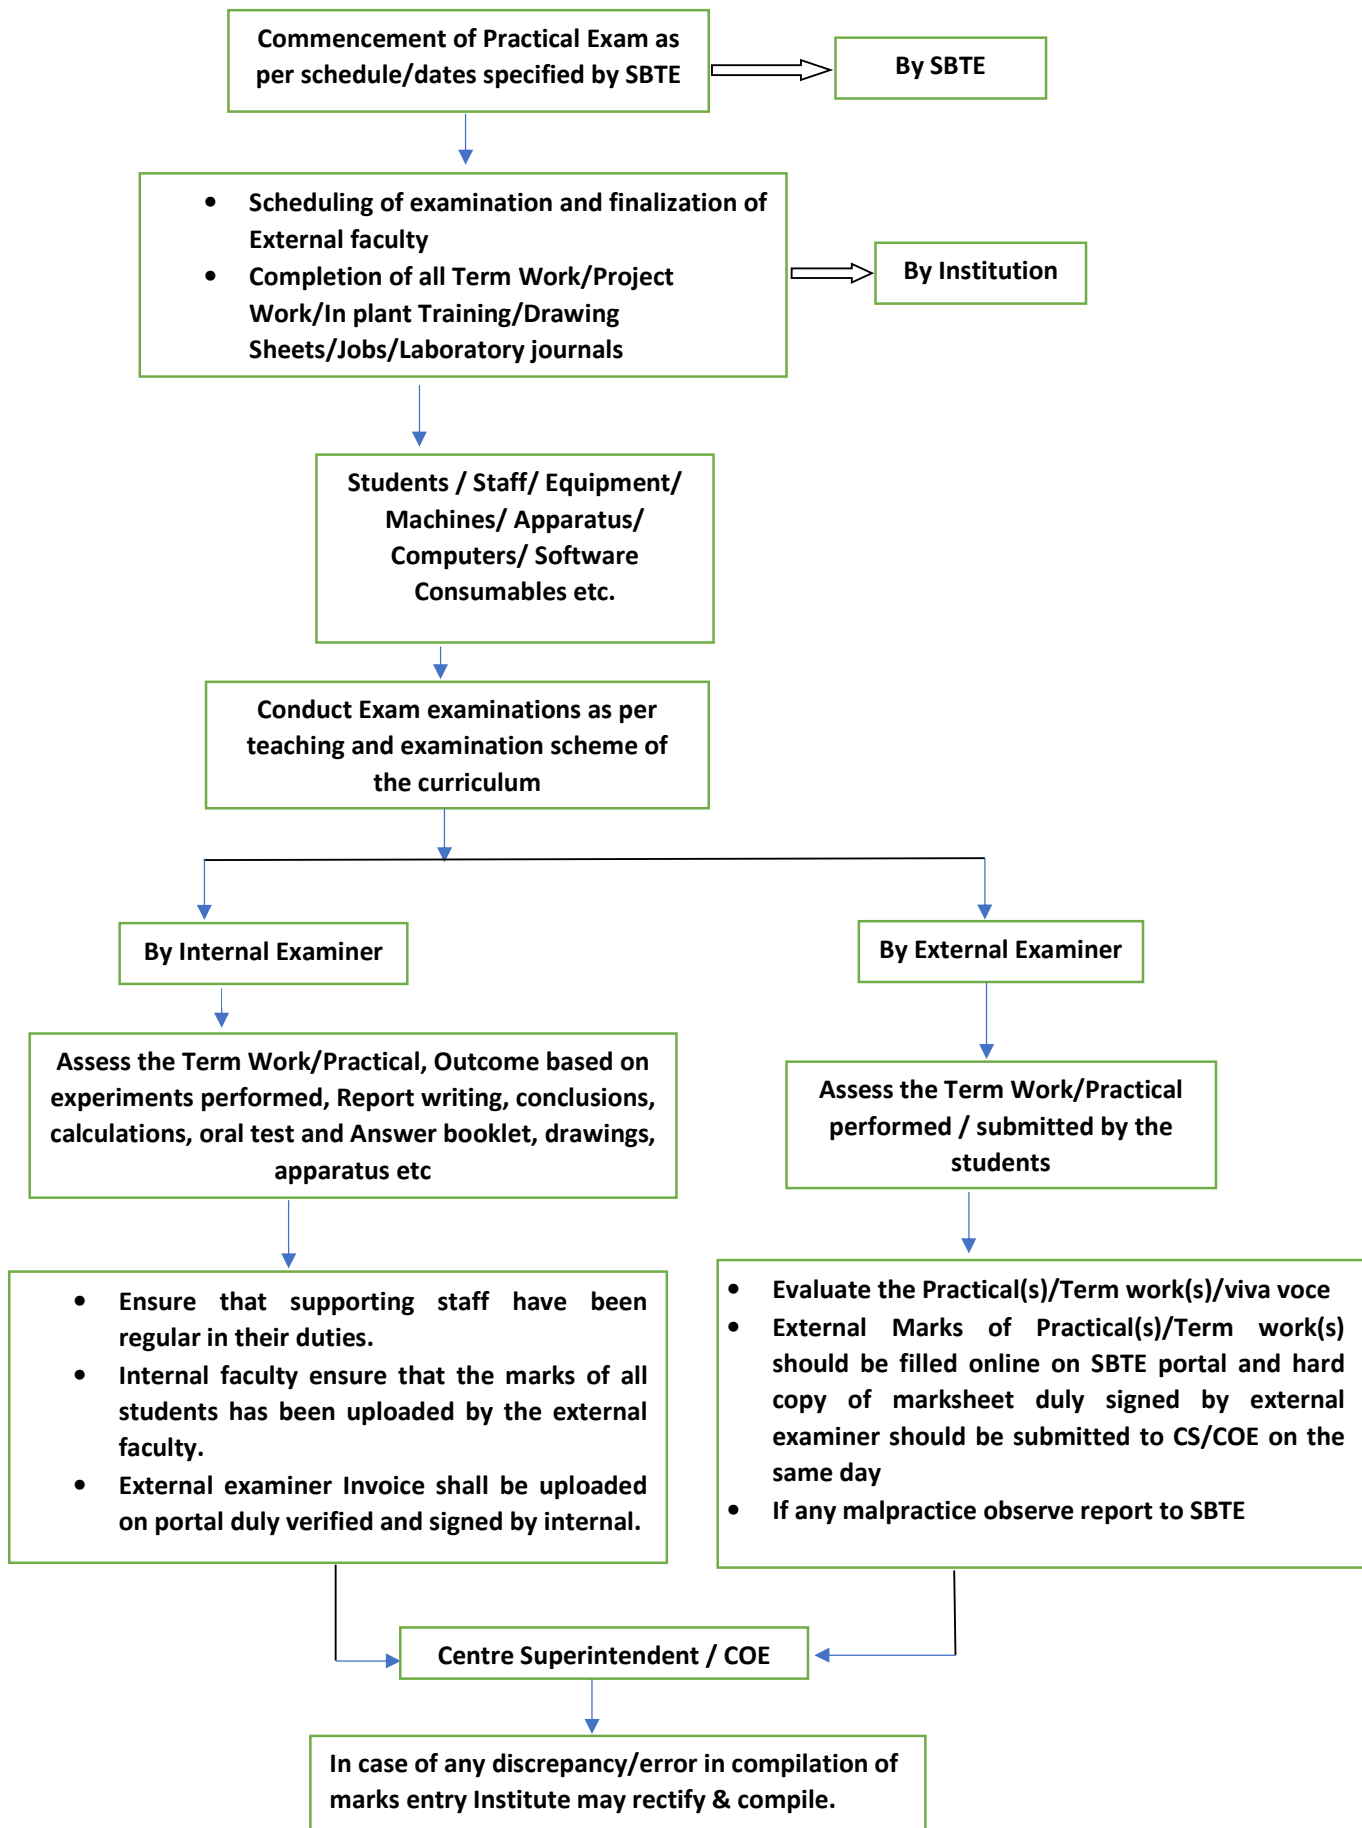 Commencement of Practical Exam as
per schedule/dates specified by SBTE
By SBTE
• Scheduling of examination and finalization of
External faculty
• Completion of all Term Work/Project
Work/In plant Training/Drawing
Sheets/Jobs/Laboratory journals
By Institution
Students / Staff/ Equipment/
Machines/ Apparatus/
Computers/ Software
Consumables etc.
Conduct Exam examinations as per
teaching and examination scheme of
the curriculum
By Internal Examiner
By External Examiner
Assess the Term Work/Practical, Outcome based on
experiments performed, Report writing, conclusions,
calculations, oral test and Answer booklet, drawings,
apparatus etc
Assess the Term Work/Practical
performed / submitted by the
students
• Ensure that supporting staff have been
regular in their duties.
• Internal faculty ensure that the marks of all
students has been uploaded by the external
faculty.
• External examiner Invoice shall be uploaded
on portal duly verified and signed by internal.
• Evaluate the Practical(s)/Term work(s)/viva voce
• External Marks of Practical(s)/Term work(s)
should be filled online on SBTE portal and hard
copy of marksheet duly signed by external
examiner should be submitted to CS/COE on the
same day
• If any malpractice observe report to SBTE
Centre Superintendent / COE
In case of any discrepancy/error in compilation of
marks entry Institute may rectify & compile.